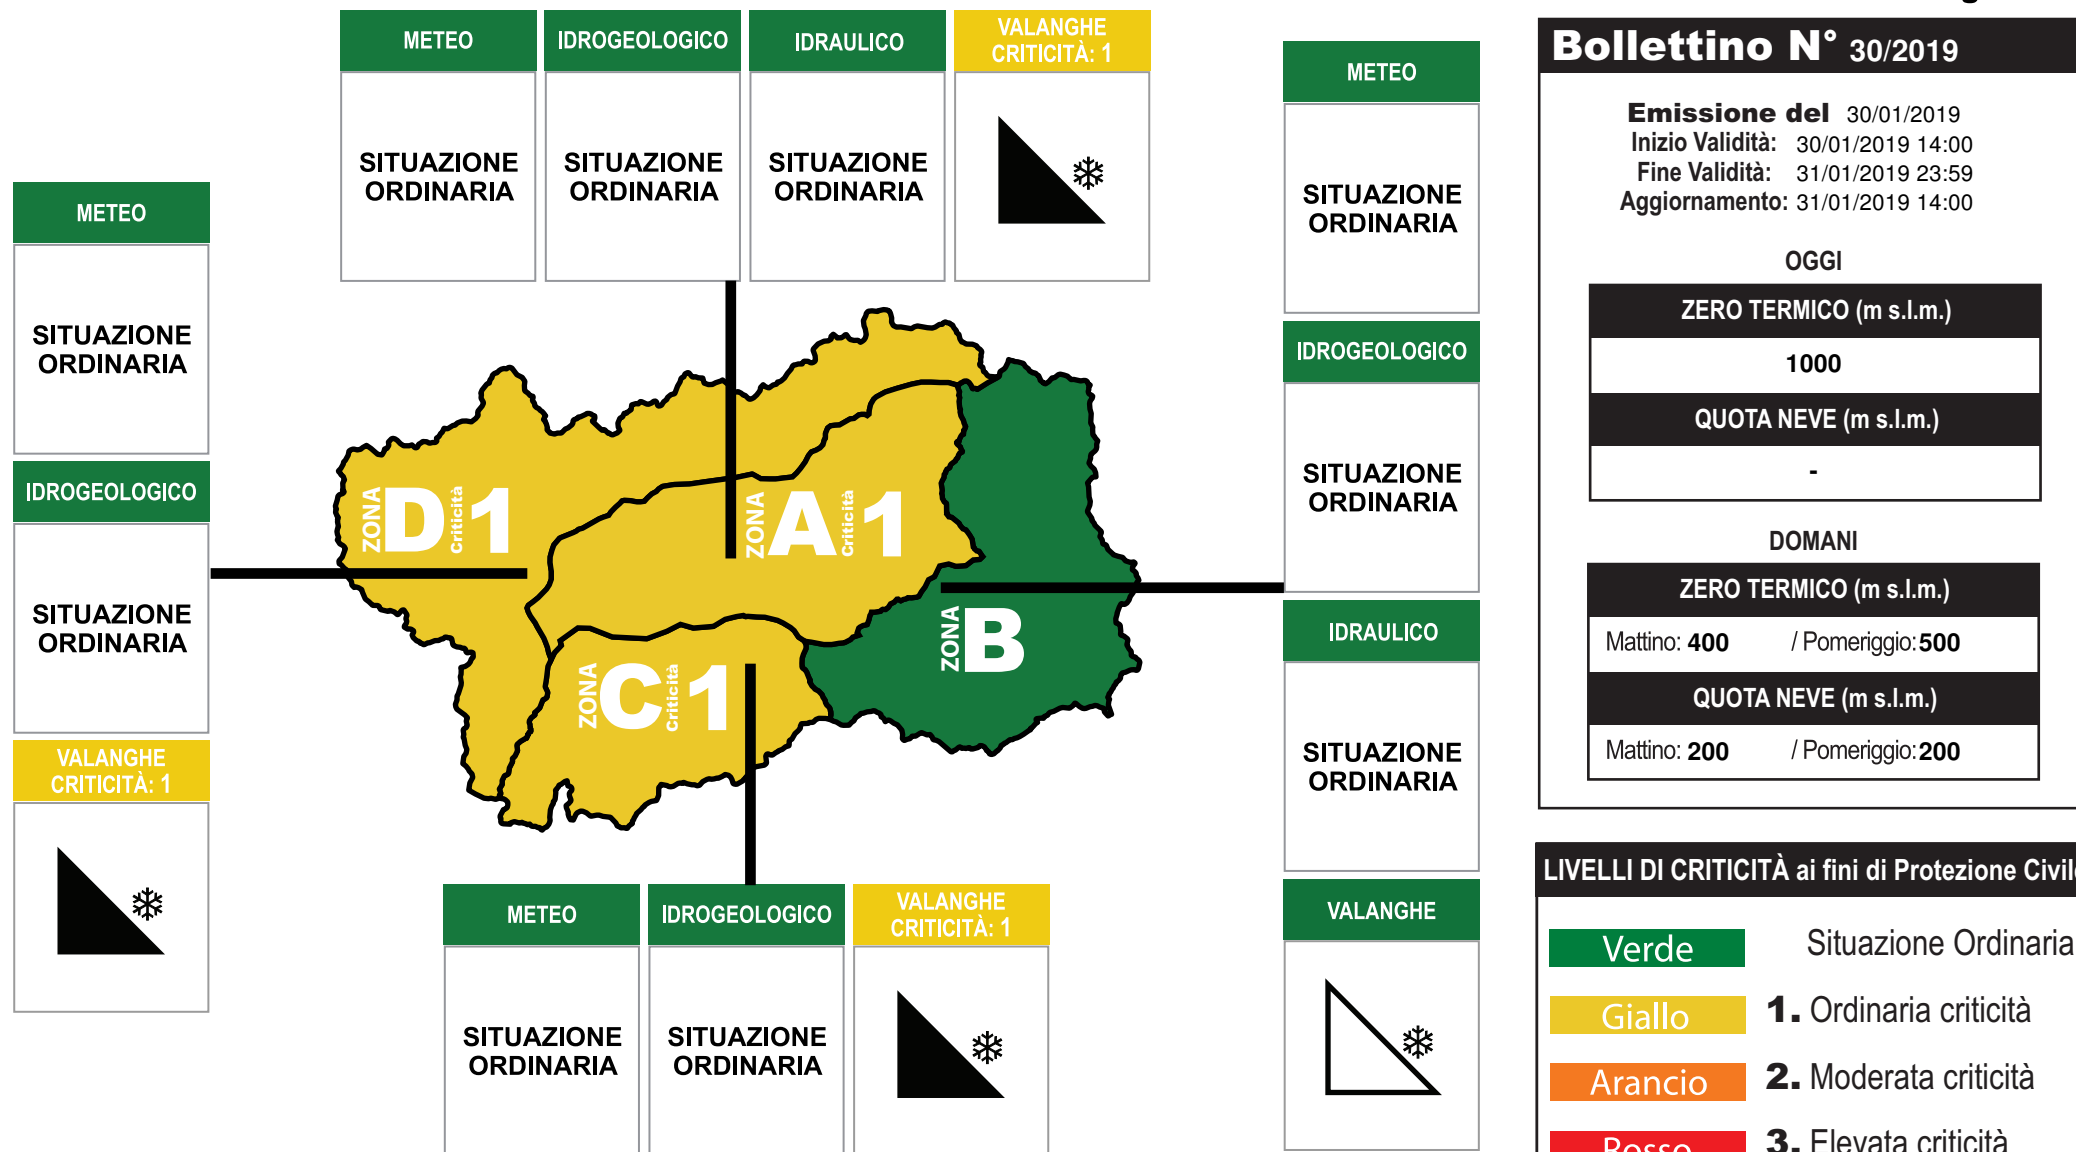 METEO
IDROGEOLOGICO
IDRAULICO
VALANGHE
CRITICITÀ: 1
SITUAZIONE
ORDINARIA
SITUAZIONE
ORDINARIA
SITUAZIONE
ORDINARIA
METEO
SITUAZIONE
ORDINARIA
IDROGEOLOGICO
SITUAZIONE
ORDINARIA
VALANGHE
CRITICITÀ: 1
ZONA D Criticità 1
ZONA A Criticità 1
ZONA B
ZONA C Criticità 1
METEO
IDROGEOLOGICO
VALANGHE
CRITICITÀ: 1
SITUAZIONE
ORDINARIA
SITUAZIONE
ORDINARIA
METEO
SITUAZIONE
ORDINARIA
IDROGEOLOGICO
SITUAZIONE
ORDINARIA
IDRAULICO
SITUAZIONE
ORDINARIA
VALANGHE
Bollettino N° 30/2019
Emissione del 30/01/2019
Inizio Validità: 30/01/2019 14:00
Fine Validità: 31/01/2019 23:59
Aggiornamento: 31/01/2019 14:00
OGGI
ZERO TERMICO (m s.l.m.)
1000
QUOTA NEVE (m s.l.m.)
-
DOMANI
ZERO TERMICO (m s.l.m.)
Mattino: 400 / Pomeriggio: 500
QUOTA NEVE (m s.l.m.)
Mattino: 200 / Pomeriggio: 200
LIVELLI DI CRITICITÀ ai fini di Protezione Civile
Verde Situazione Ordinaria
Giallo 1. Ordinaria criticità
Arancio 2. Moderata criticità
Rosso 3. Elevata criticità